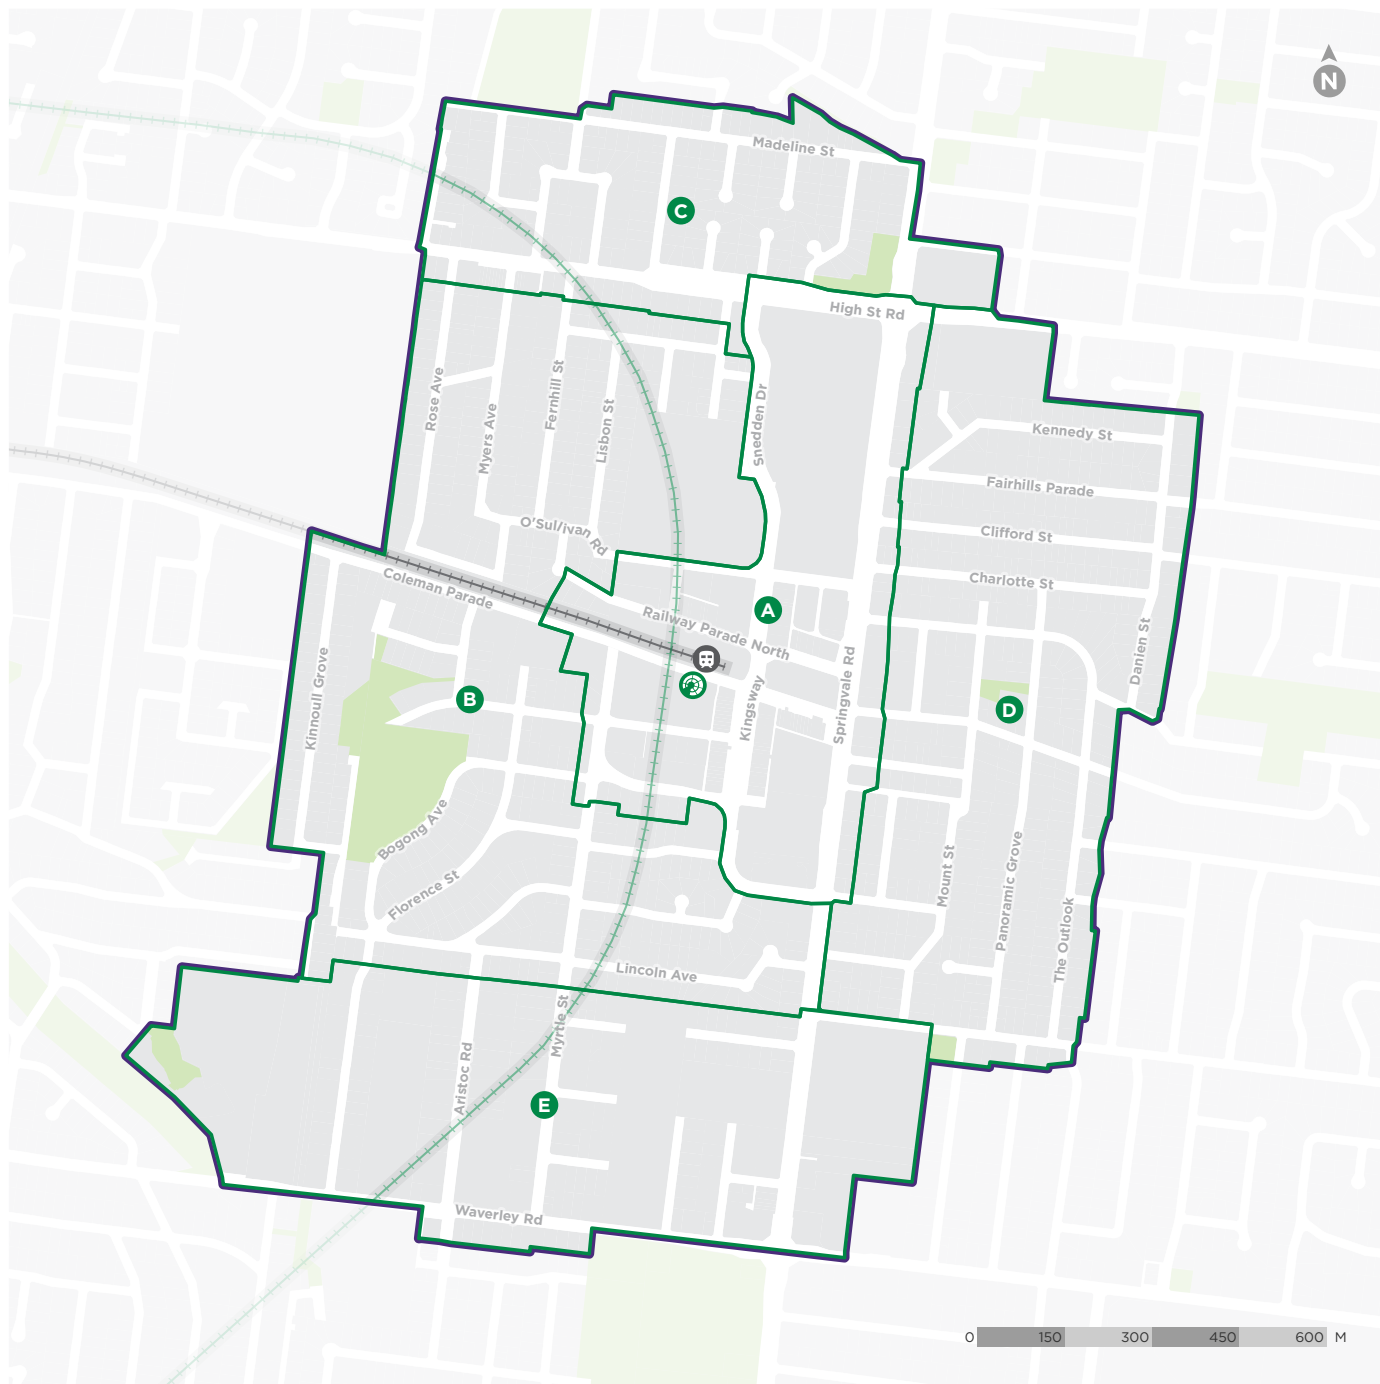 N
Madeline St
C
High St Rd
Rose Ave
Myers Ave
Fernhill St
Lisbon St
Snedden Dr
Kennedy St
Fairhills Parade
Clifford St
Charlotte St
O'Sullivan Rd
Coleman Parade
A
Railway Parade North
Danien St
Kinnoull Grove
B
Kingsway
Springvale Rd
D
Bogong Ave
Florence St
Mount St
Panoramic Grove
The Outlook
Lincoln Ave
Myrtle St
Aristoc Rd
E
Waverley Rd
0 150 300 450 600 M